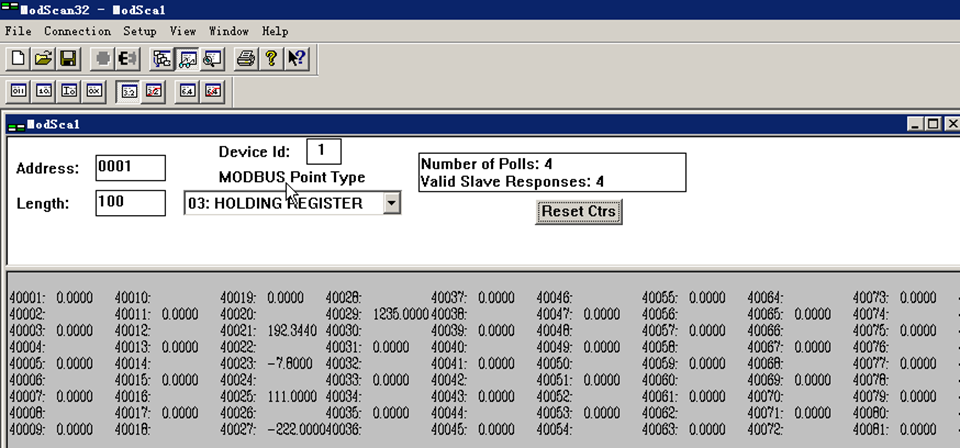 ModScan32 - ModSca1
File Connection Setup View Window Help
ModSca1
Address: 0001
Device Id: 1
MODBUS Point Type
Length: 100
03: HOLDING REGISTER
Number of Polls: 4
Valid Slave Responses: 4
Reset Ctrs
40001: 0.0000 40010: 40019: 0.0000 40028: 40037: 0.0000 40046: 40055: 0.0000 40064: 40073: 0.0000
40002: 40011: 0.0000 40020: 40029: 1235.0000 40038: 40047: 0.0000 40056: 40065: 0.0000 40074:
40003: 0.0000 40012: 40021: 192.3440 40030: 40039: 0.0000 40048: 40057: 0.0000 40066: 40075: 0.0000
40004: 40013: 0.0000 40022: 40031: 0.0000 40040: 40049: 0.0000 40058: 40067: 0.0000 40076:
40005: 0.0000 40014: 40023: -7.8000 40032: 40041: 0.0000 40050: 40059: 0.0000 40068: 40077: 0.0000
40006: 40015: 0.0000 40024: 40033: 0.0000 40042: 40051: 0.0000 40060: 40069: 0.0000 40078:
40007: 0.0000 40016: 40025: 111.0000 40034: 40043: 0.0000 40052: 40061: 0.0000 40070: 40079: 0.0000
40008: 40017: 0.0000 40026: 40035: 0.0000 40044: 40053: 0.0000 40062: 40071: 0.0000 40080:
40009: 0.0000 40018: 40027: -222.0000 40036: 40045: 0.0000 40054: 40063: 0.0000 40072: 40081: 0.0000